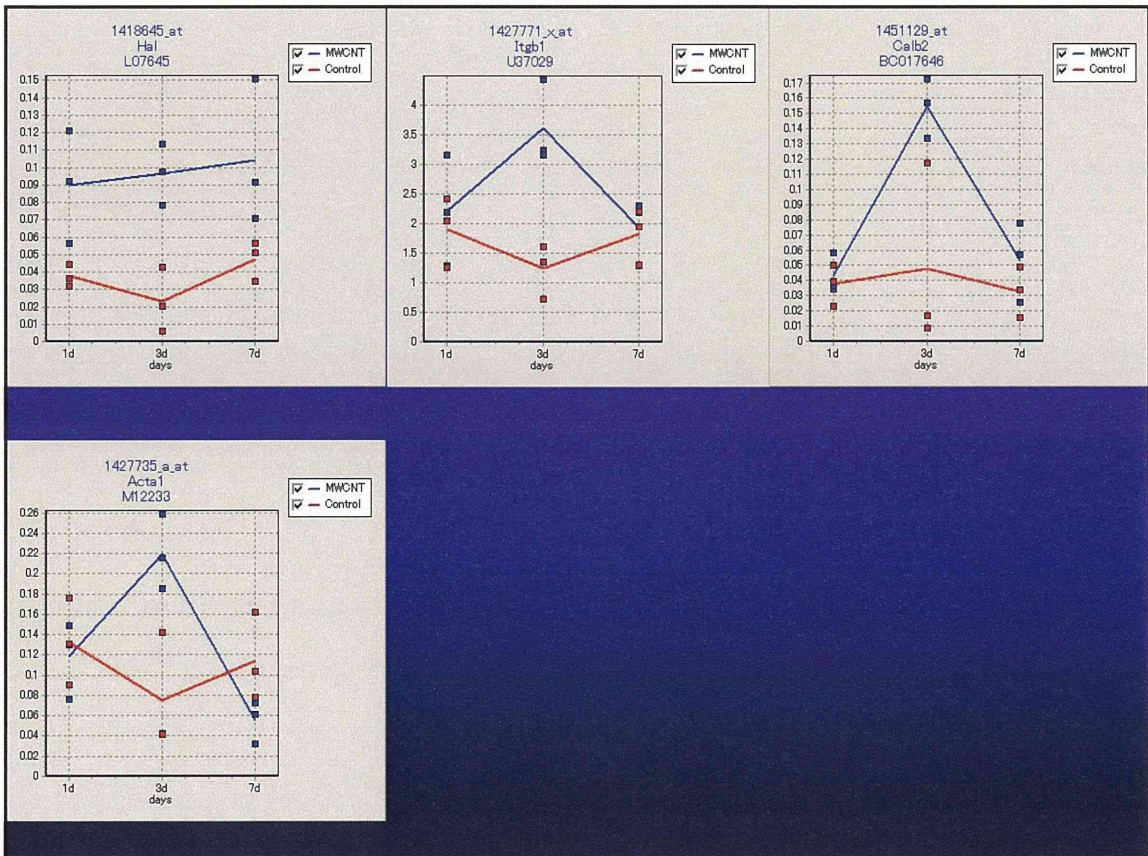 1418645_at
Hal
L07645
MWCNT
Control
0.15
0.14
0.13
0.12
0.11
0.1
0.09
0.08
0.07
0.06
0.05
0.04
0.03
0.02
0.01
0
1d
3d
7d
days
1427771_x_at
Itgb1
U37029
MWCNT
Control
4
3.5
3
2.5
2
1.5
1
0.5
0
1d
3d
7d
days
1451129_at
Calb2
BC017646
MWCNT
Control
0.17
0.16
0.15
0.14
0.13
0.12
0.11
0.1
0.09
0.08
0.07
0.06
0.05
0.04
0.03
0.02
0.01
0
1d
3d
7d
days
1427735_a_at
Acta1
M12233
MWCNT
Control
0.26
0.24
0.22
0.2
0.18
0.16
0.14
0.12
0.1
0.08
0.06
0.04
0.02
0
1d
3d
7d
days